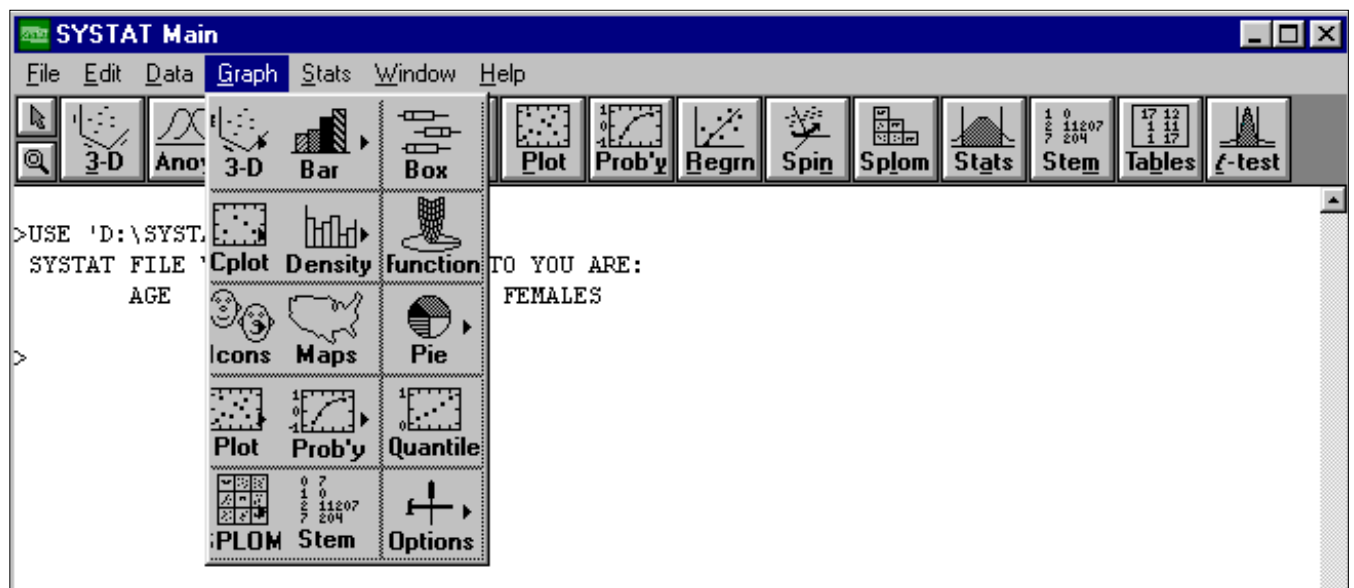 SYSTAT Main
File Edit Data Graph Stats Window Help
3-D Anov Plot Prob'y Regrn Spin Splom Stats Stem Tables t-test
3-D Bar Box
Cplot Density Function
Icons Maps Pie
Plot Prob'y Quantile
SPLOM Stem Options
>USE 'D:\SYST
SYSTAT FILE TO YOU ARE:
AGE FEMALES
>